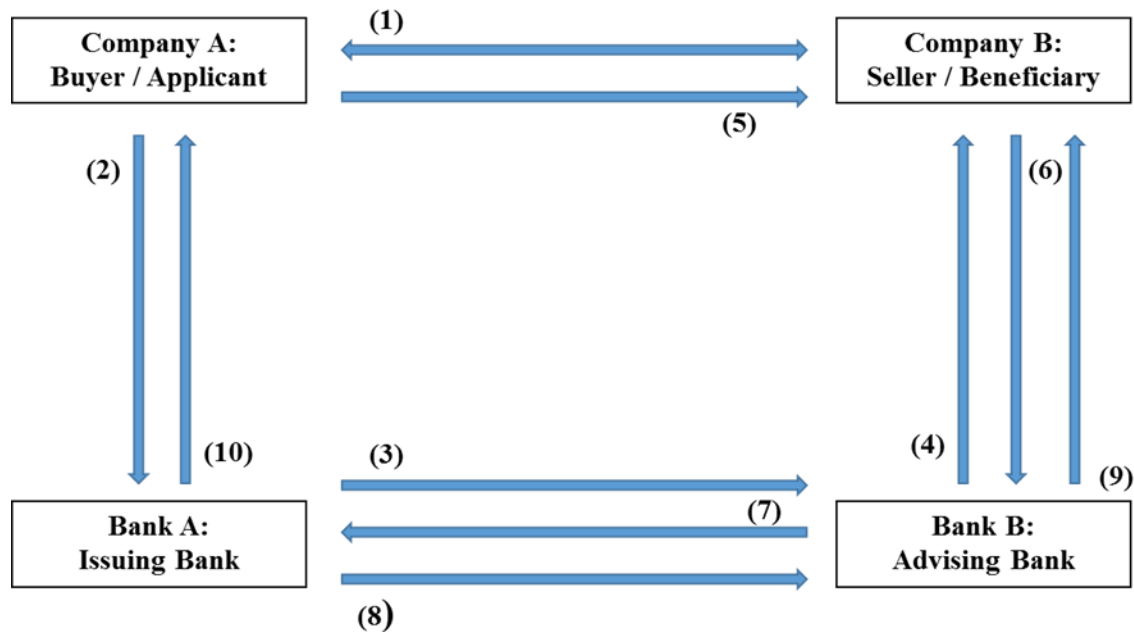 Company A:
Buyer / Applicant
(1)
Company B:
Seller / Beneficiary
(5)
(2)
(6)
(10)
(3)
(4)
(7)
(9)
Bank A:
Issuing Bank
Bank B:
Advising Bank
(8)